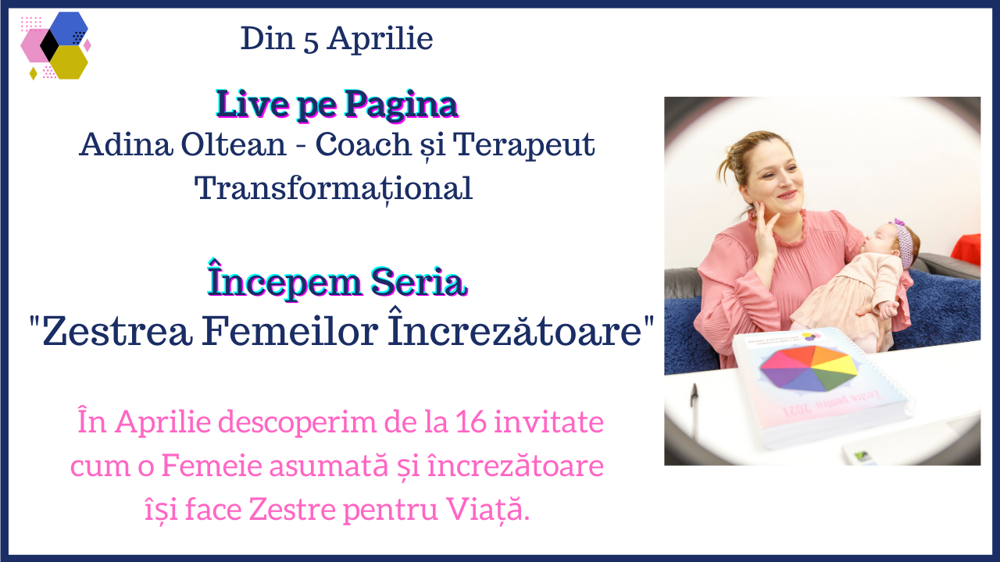 Din 5 Aprilie
Live pe Pagina
Adina Oltean - Coach și Terapeut
Transformațional
Începem Seria
"Zestrea Femeilor Încrezătoare"
În Aprilie descoperim de la 16 invitate
cum o Femeie asumată și încrezătoare
își face Zestre pentru Viață.
Zestre pentru 2021